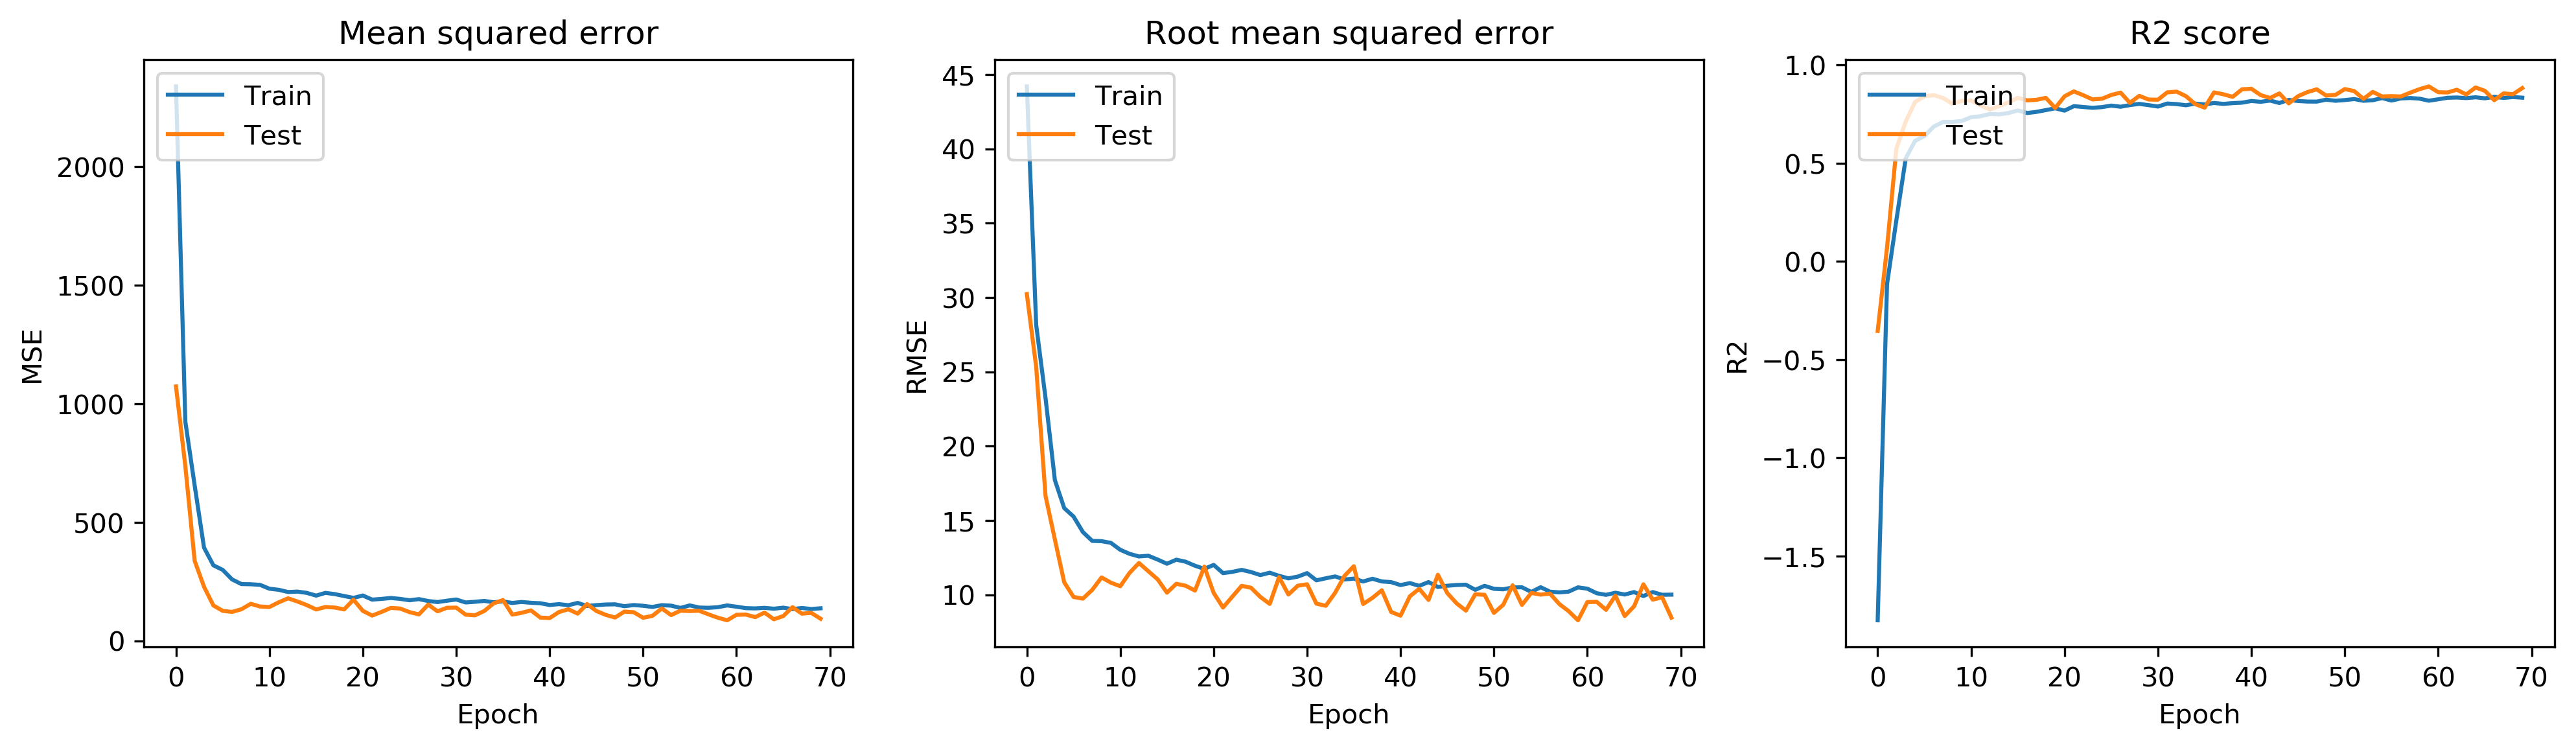 Mean squared error
Train
Test
2000
1500
1000
500
0
MSE
0 10 20 30 40 50 60 70
Epoch
Root mean squared error
Train
Test
45
40
35
30
25
20
15
10
RMSE
0 10 20 30 40 50 60 70
Epoch
R2 score
Train
Test
1.0
0.5
0.0
−0.5
−1.0
−1.5
R2
0 10 20 30 40 50 60 70
Epoch